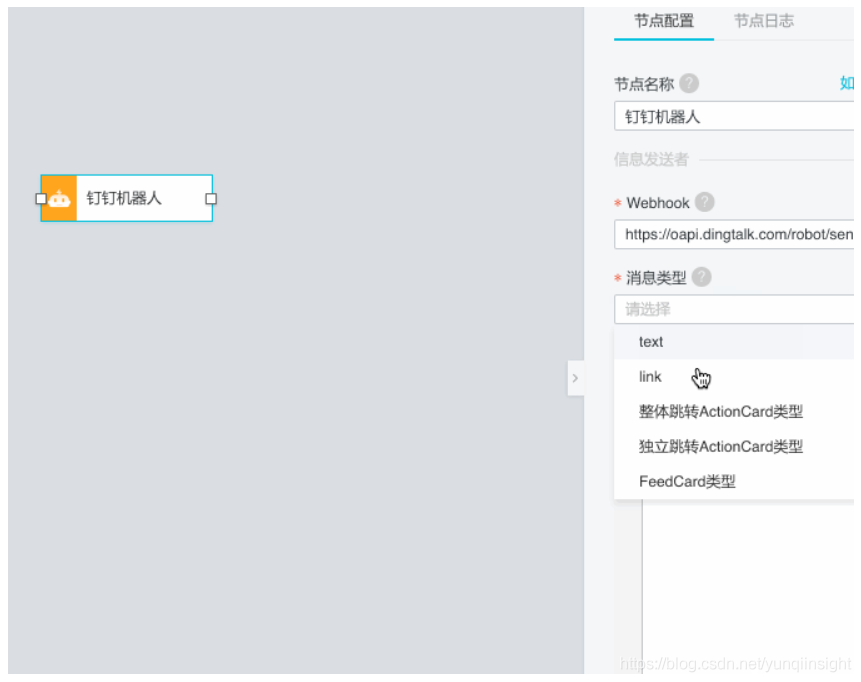 节点配置 节点日志
节点名称 ? 如
钉钉机器人
信息发送者
钉钉机器人
* Webhook ?
https://oapi.dingtalk.com/robot/sen
* 消息类型 ?
请选择
text
link
整体跳转ActionCard类型
独立跳转ActionCard类型
FeedCard类型
https://blog.csdn.net/yunqiinsight